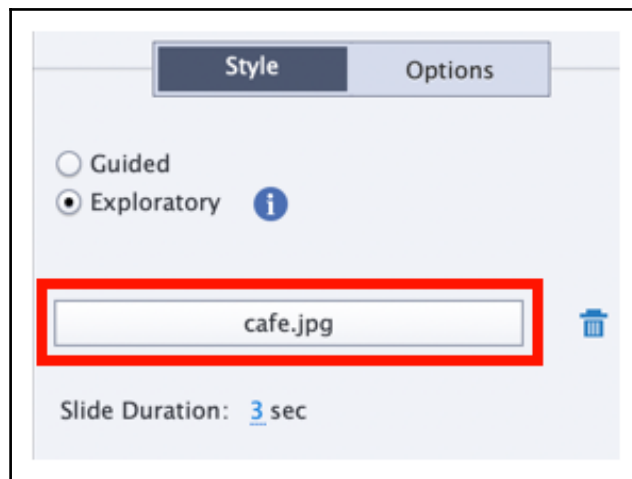 Style Options
Guided
Exploratory i
cafe.jpg
Slide Duration: 3 sec